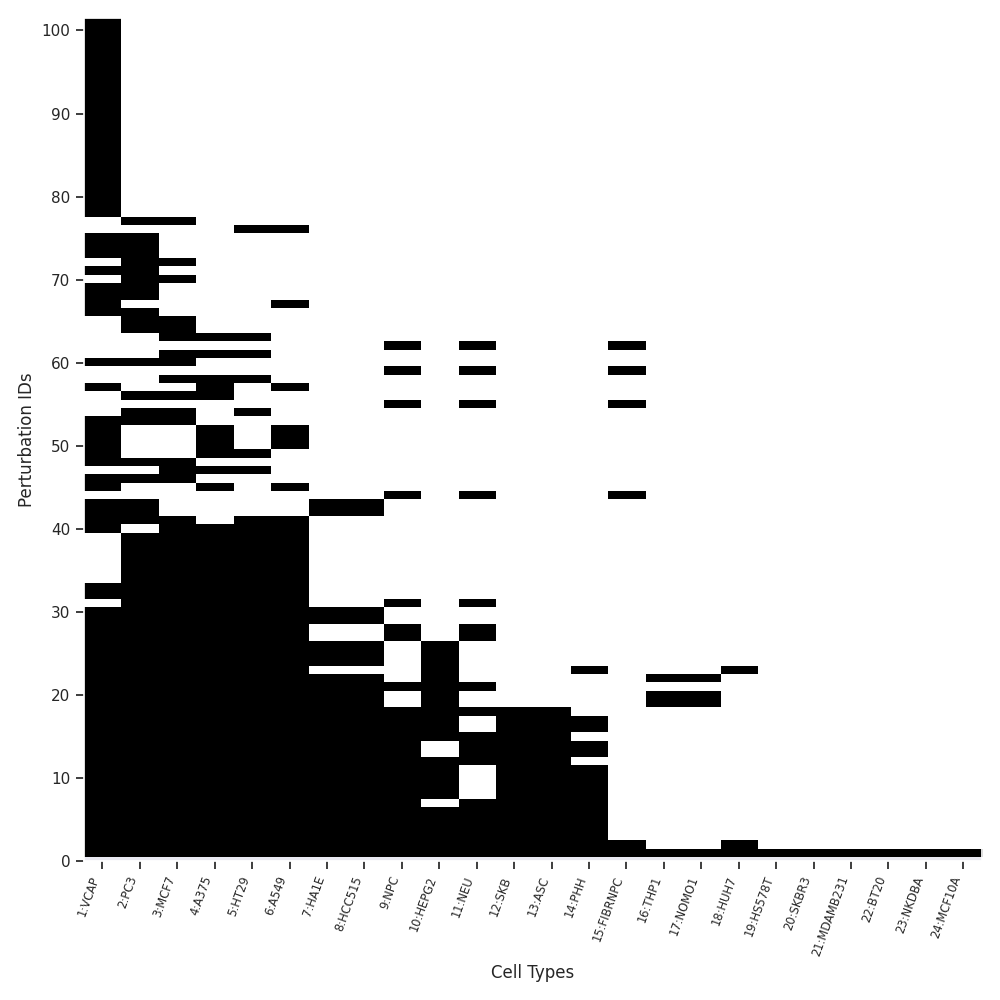 100
90
80
70
60
50
40
30
20
10
0
Perturbation IDs
1:VCAP
2:PC3
3:MCF7
4:A375
5:HT29
6:A549
7:HA1E
8:HCC515
9:NPC
10:HEPG2
11:NEU
12:SKB
13:ASC
14:PHH
15:FIBRNPC
16:THP1
17:NOMO1
18:HUH7
19:HS578T
20:SKBR3
21:MDAMB231
22:BT20
23:NKDBA
24:MCF10A
Cell Types